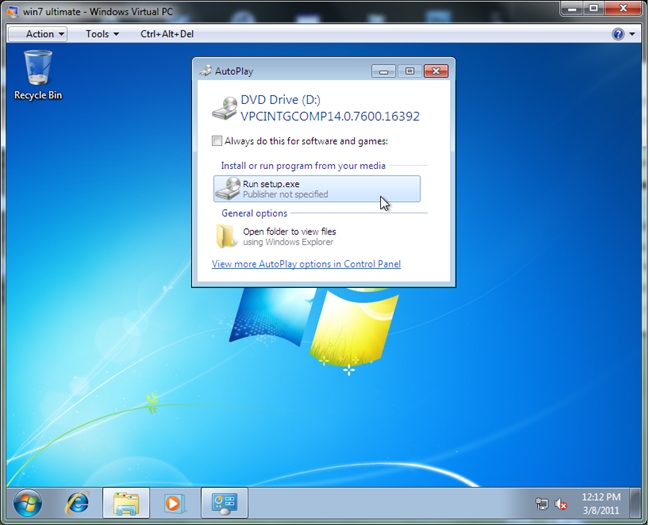 win7 ultimate - Windows Virtual PC
Action Tools Ctrl+Alt+Del
Recycle Bin
AutoPlay
DVD Drive (D:)
VPCINTGCOMP14.0.7600.16392
Always do this for software and games:
Install or run program from your media
Run setup.exe
Publisher not specified
General options
Open folder to view files
using Windows Explorer
View more AutoPlay options in Control Panel
12:12 PM
3/8/2011